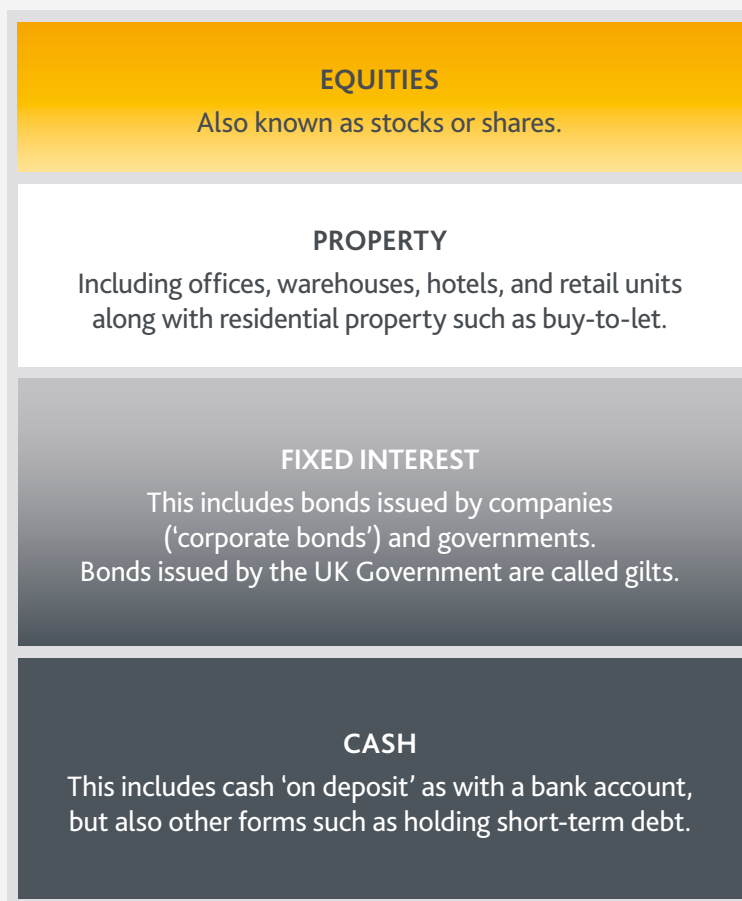 EQUITIES
Also known as stocks or shares.
PROPERTY
Including offices, warehouses, hotels, and retail units
along with residential property such as buy-to-let.
FIXED INTEREST
This includes bonds issued by companies
(‘corporate bonds’) and governments.
Bonds issued by the UK Government are called gilts.
CASH
This includes cash ‘on deposit’ as with a bank account,
but also other forms such as holding short-term debt.